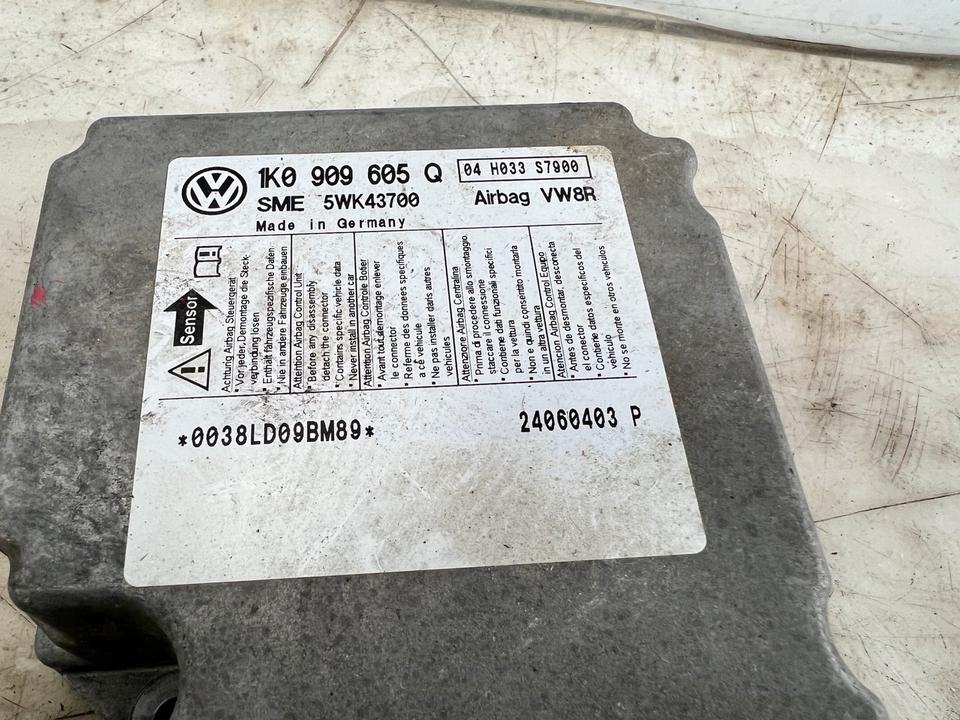 1K0 909 605 Q
04 H033 S7900
SME 5WK43700
Airbag VW8R
Made in Germany
Sensor
Achtung Airbag Steuergerät
• Vor jeder Demontage die Steck-
verbindung lösen
• Enthält fahrzeugspezifische Daten
• Nie in andere Fahrzeuge einbauen
Attention Airbag Control Unit
• Before any disassembly
detach the connector
• Contains specific vehicle data
• Never install in another car
Attention Airbag Controle Boitier
• Avant tout demontage enlever
le connector
• Referme des donnees specifiques
a cé vehicule
• Ne pas installer dans autres
vehicules
Attenzione Airbag Centralina
• Prima di procedere allo smontaggio
staccare il connessione
• Contiene dati funzionali specifici
per la vettura
• Non e quindi consentito montarla
in un altra vettura
Atencion Airbag Control Equipo
• Antes de desmontar, desconecta
el conector
• Contiene datos especificos del
vehiculo
• No se monte en otros vehiculos
*0038LD09BM89*
24060403 P